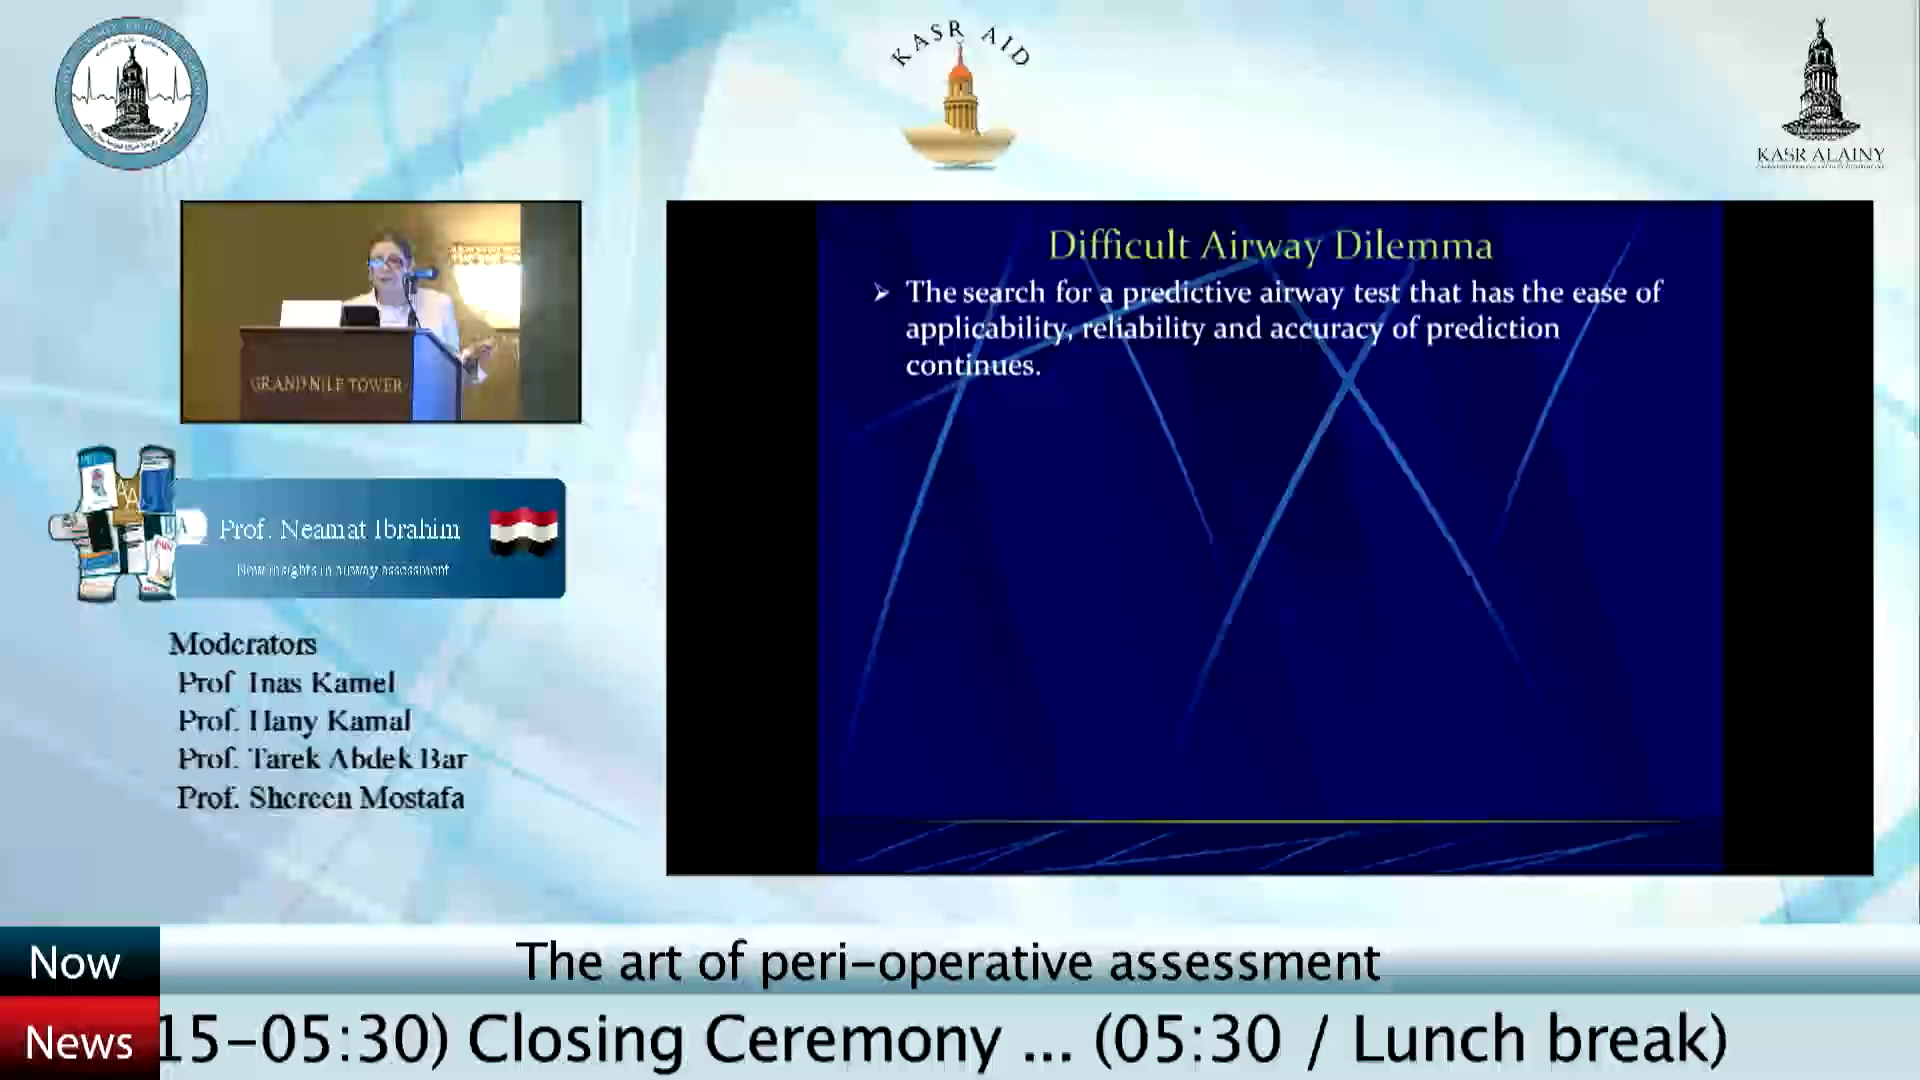 KASR AID
KASR ALAINY
GRAND NILE TOWER
Difficult Airway Dilemma
➢ The search for a predictive airway test that has the ease of
applicability, reliability and accuracy of prediction
continues.
Prof. Neamat Ibrahim
New insights in airway assessment
Moderators
Prof Inas Kamel
Prof. Hany Kamal
Prof. Tarek Abdek Bar
Prof. Shereen Mostafa
Now
The art of peri-operative assessment
News
15-05:30) Closing Ceremony ... (05:30 / Lunch break)